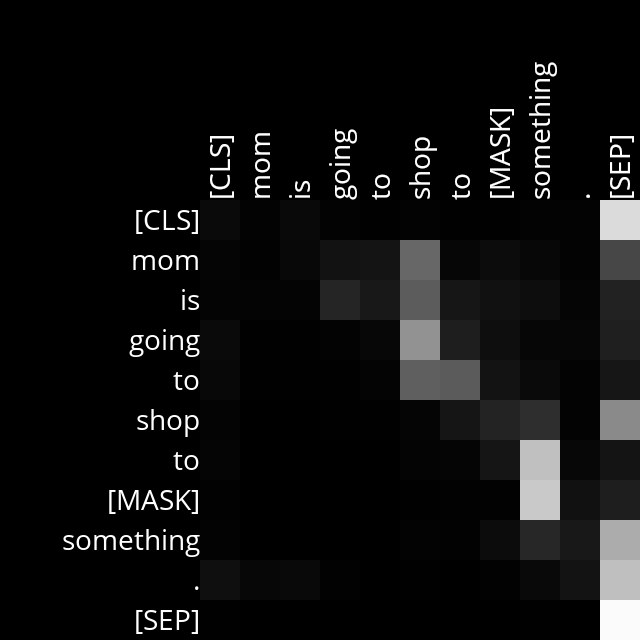 [CLS] mom is going to shop to [MASK] something . [SEP]
[CLS]
mom
is
going
to
shop
to
[MASK]
something
.
[SEP]